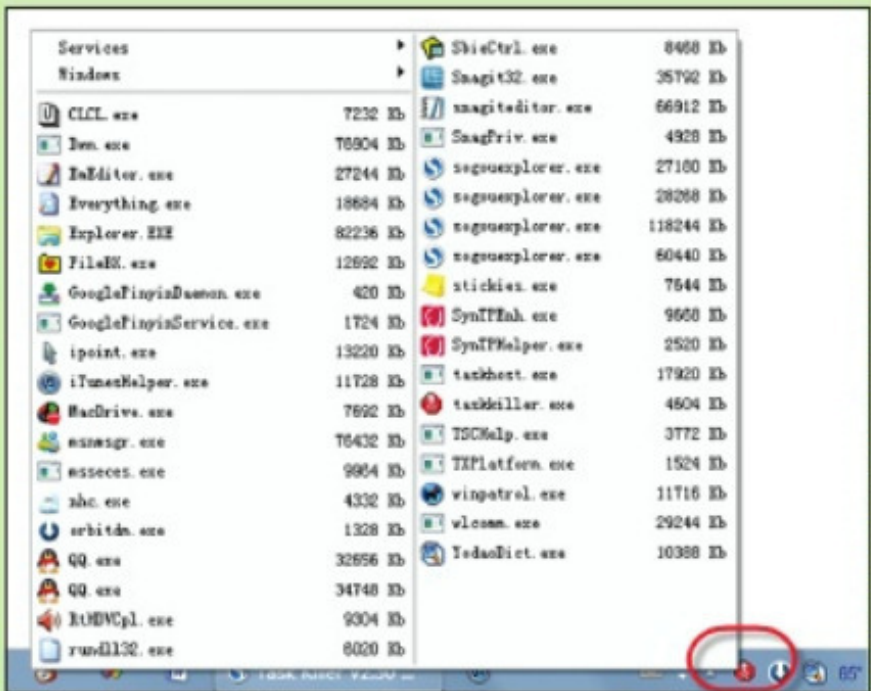 Services
Windows
CLCL.exe 7232 Kb
Dwm.exe 76904 Kb
EmEditor.exe 27244 Kb
Everything.exe 18684 Kb
Explorer.EXE 82236 Kb
FileBX.exe 12692 Kb
GooglePinyinDaemon.exe 420 Kb
GooglePinyinService.exe 1724 Kb
ipoint.exe 13220 Kb
iTunesHelper.exe 11728 Kb
MacDrive.exe 7692 Kb
msnmsgr.exe 76432 Kb
msseces.exe 9964 Kb
nhc.exe 4332 Kb
orbitdm.exe 1328 Kb
QQ.exe 32656 Kb
QQ.exe 34748 Kb
RtHDVCpl.exe 9304 Kb
rundll32.exe 6020 Kb
SbieCtrl.exe 8468 Kb
Snagit32.exe 35792 Kb
snagiteditor.exe 66912 Kb
SnagPriv.exe 4928 Kb
sogouexplorer.exe 27160 Kb
sogouexplorer.exe 28268 Kb
sogouexplorer.exe 118244 Kb
sogouexplorer.exe 60440 Kb
stickies.exe 7644 Kb
SynTPEnh.exe 9668 Kb
SynTPHelper.exe 2520 Kb
taskhost.exe 17920 Kb
taskkiller.exe 4604 Kb
TSCHelp.exe 3772 Kb
TXPlatform.exe 1524 Kb
winpatrol.exe 11716 Kb
wlcomm.exe 29244 Kb
YodaoDict.exe 10388 Kb
Task Killer V2.30 ...
65°